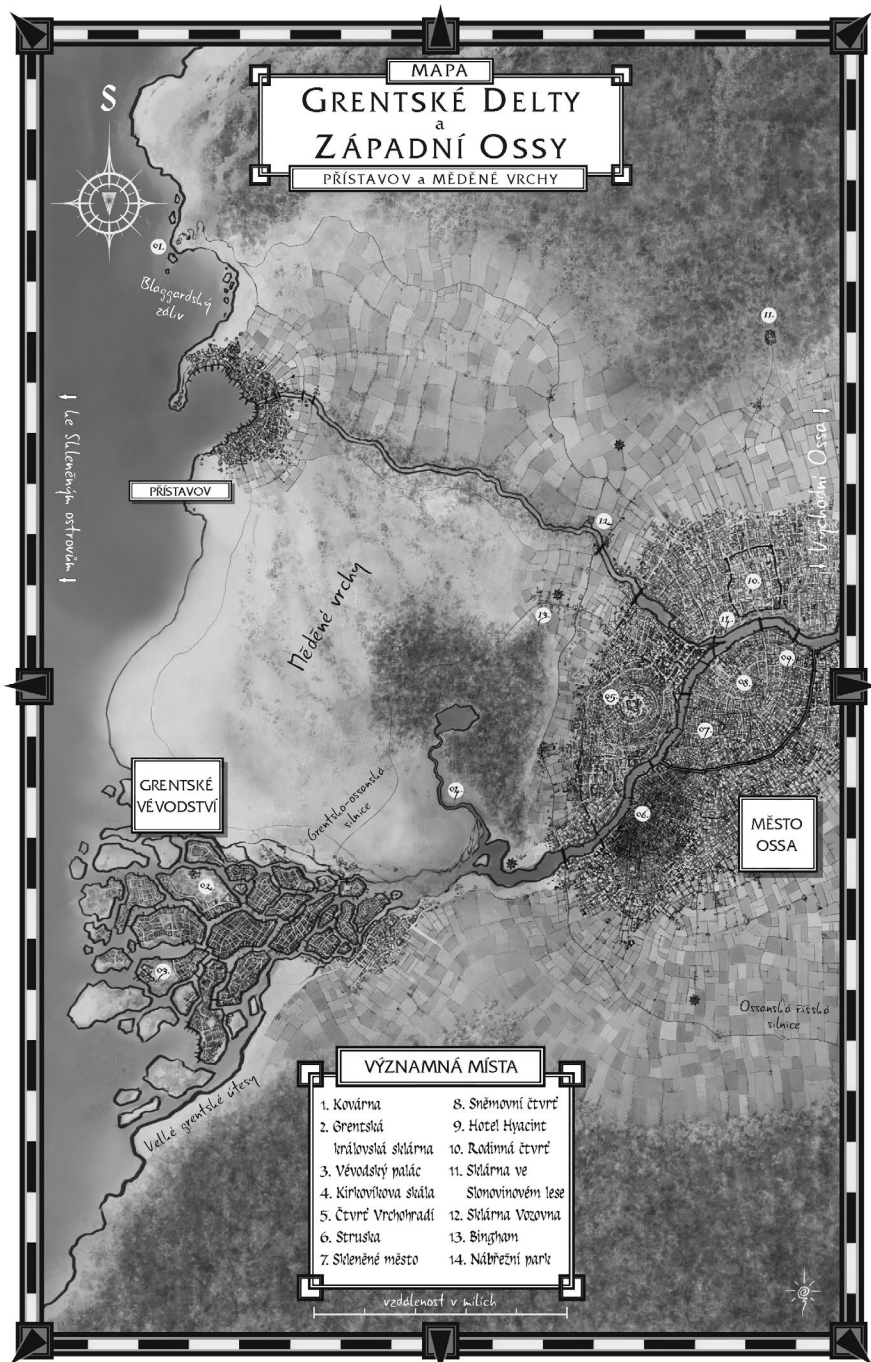 MAPA
GRENTSKÉ DELTY
a
ZÁPADNÍ OSSY
PŘÍSTAVOV a MĚDĚNÉ VRCHY
S
01.
Blaggardský
záliv
11.
Ke Skleněným ostrovům
Východní Ossa
PŘÍSTAVOV
12.
10.
Měděné vrchy
13.
14.
09.
05.
08.
07.
GRENTSKÉ
VÉVODSTVÍ
04.
Grentsko-ossanská
silnice
06.
MĚSTO
OSSA
02.
03.
Ossanská říšská
silnice
Velké grentské útesy
VÝZNAMNÁ MÍSTA
1. Kovárna
2. Grentská
královská sklárna
3. Vévodský palác
4. Kirkovíkova skála
5. Čtvrť Vrchohradí
6. Struska
7. Skleněné město
8. Sněmovní čtvrť
9. Hotel Hyacint
10. Rodinná čtvrť
11. Sklárna ve
Slonovinovém lese
12. Sklárna Vozovna
13. Bingham
14. Nábřežní park
vzdálenost v mílích